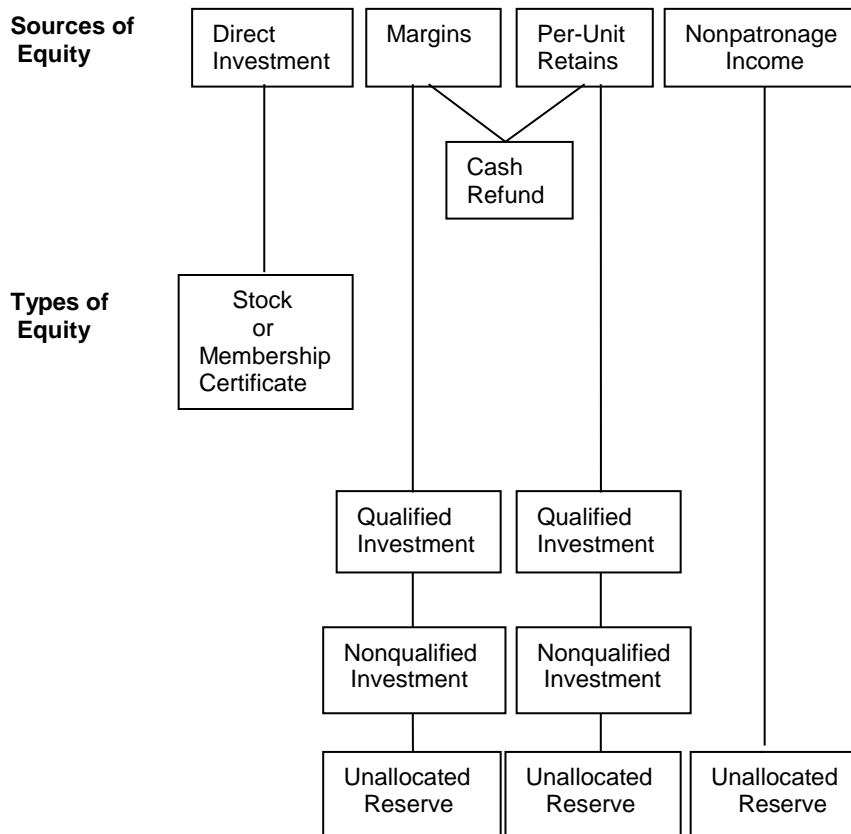 Sources of
Equity
Direct
Investment
Margins
Per-Unit
Retains
Nonpatronage
Income
Cash
Refund
Types of
Equity
Stock
or
Membership
Certificate
Qualified
Investment
Qualified
Investment
Nonqualified
Investment
Nonqualified
Investment
Unallocated
Reserve
Unallocated
Reserve
Unallocated
Reserve